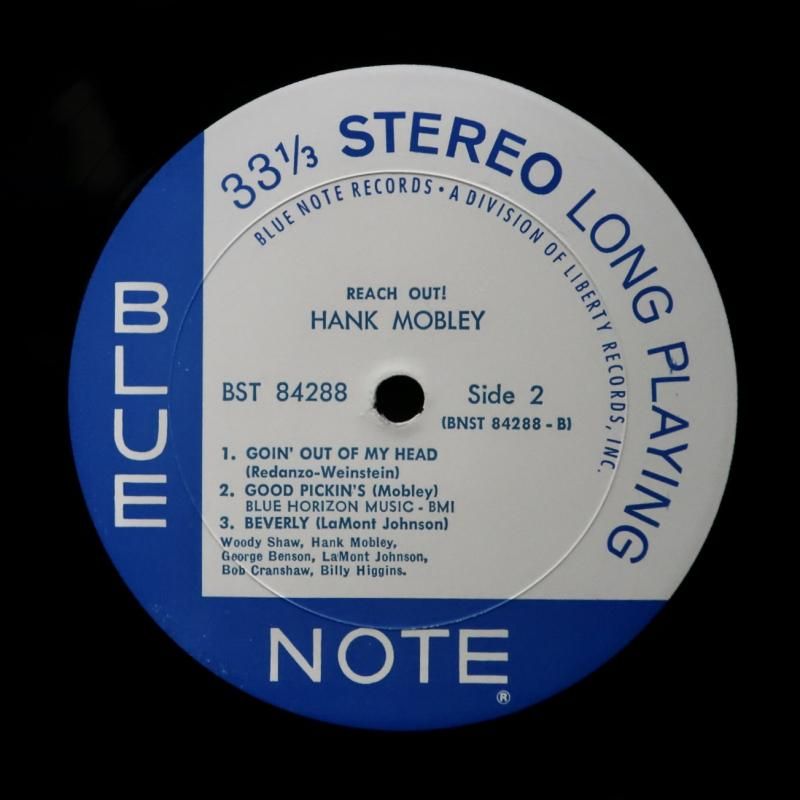 33⅓ STEREO LONG PLAYING
BLUE NOTE RECORDS • A DIVISION OF LIBERTY RECORDS, INC.
REACH OUT!
HANK MOBLEY
BST 84288
Side 2
(BNST 84288 - B)
1. GOIN' OUT OF MY HEAD
(Redanzo-Weinstein)
2. GOOD PICKIN'S (Mobley)
BLUE HORIZON MUSIC - BMI
3. BEVERLY (LaMont Johnson)
Woody Shaw, Hank Mobley,
George Benson, LaMont Johnson,
Bob Cranshaw, Billy Higgins.
BLUE
NOTE
®